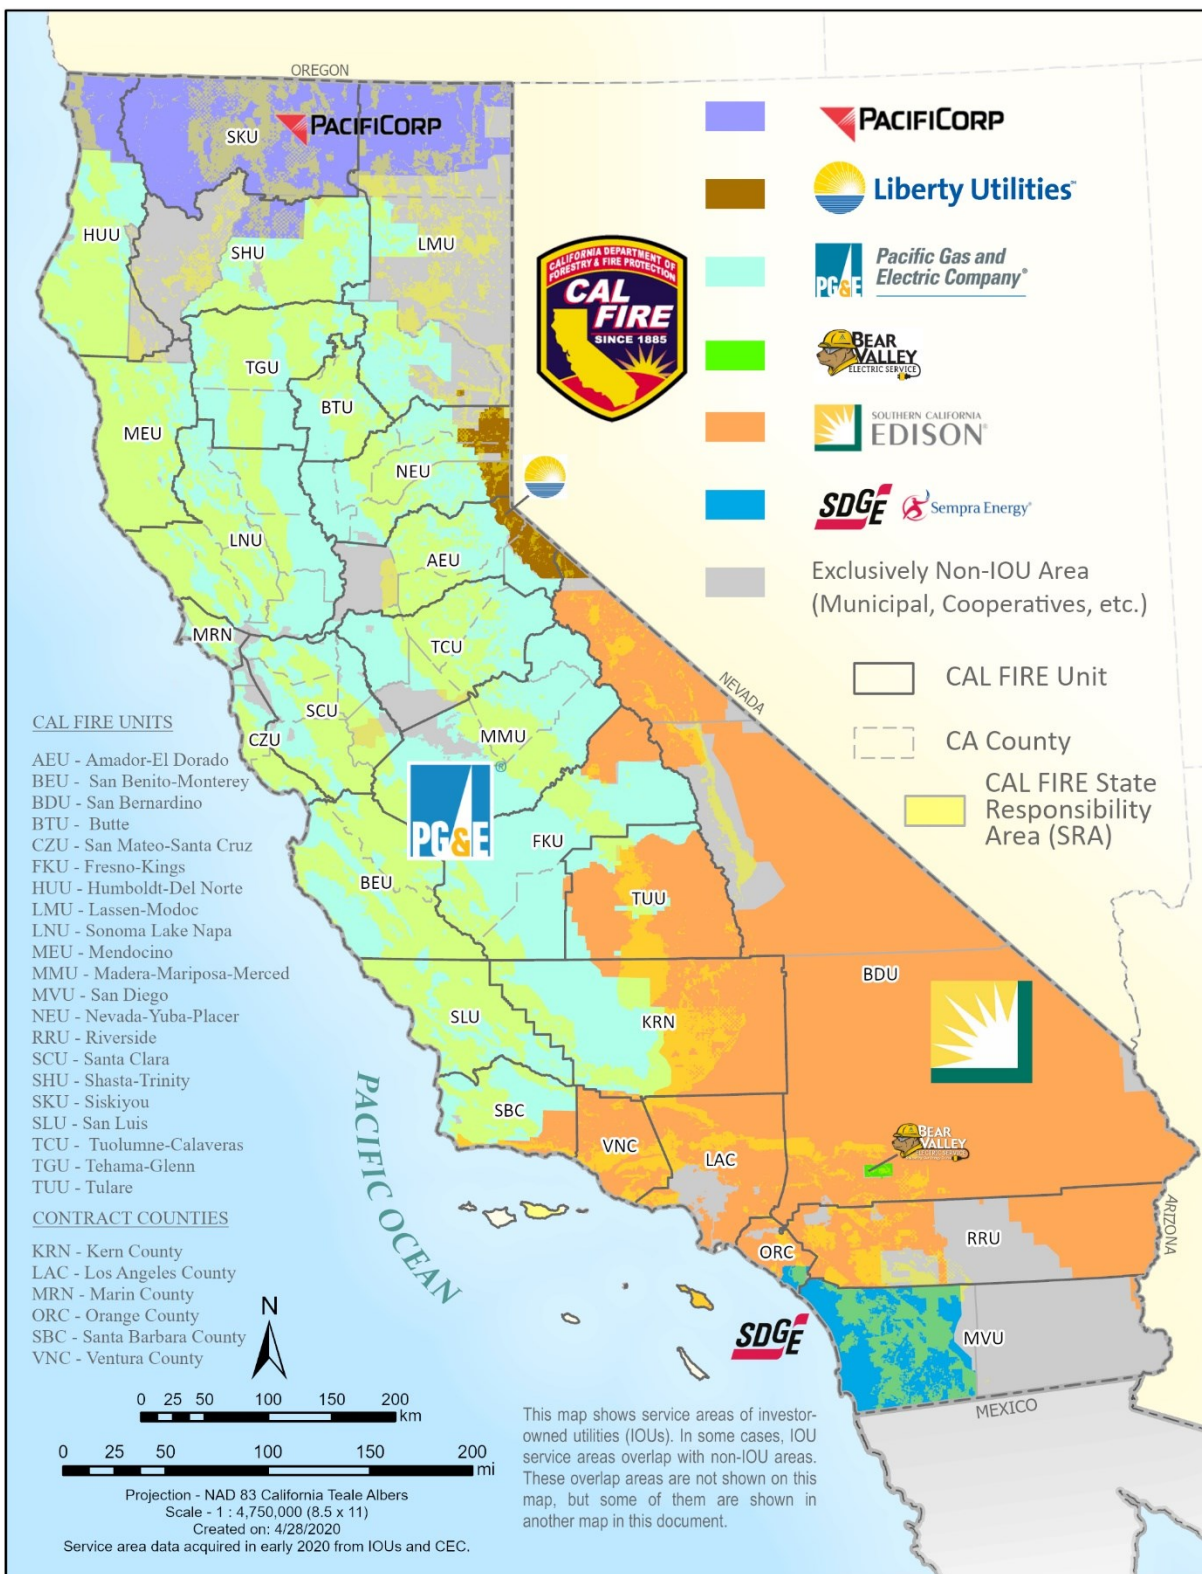 OREGON
SKU
PACIFICORP
HUU
SHU
LMU
TGU
BTU
MEU
NEU
LNU
AEU
MRN
TCU
SCU
CZU
MMU
PG&E®
FKU
BEU
TUU
BDU
SLU
KRN
SBC
VNC
LAC
BEAR
VALLEY
ELECTRIC SERVICE
ORC
RRU
MVU
SDGE
NEVADA
ARIZONA
MEXICO
PACIFIC OCEAN
CALIFORNIA DEPARTMENT OF
FORESTRY & FIRE PROTECTION
CAL
FIRE
SINCE 1885
PACIFICORP
Liberty Utilities™
PG&E
Pacific Gas and
Electric Company®
BEAR
VALLEY
ELECTRIC SERVICE
SOUTHERN CALIFORNIA
EDISON®
SDGE Sempra Energy®
Exclusively Non-IOU Area
(Municipal, Cooperatives, etc.)
CAL FIRE Unit
CA County
CAL FIRE State
Responsibility
Area (SRA)
CAL FIRE UNITS
AEU - Amador-El Dorado
BEU - San Benito-Monterey
BDU - San Bernardino
BTU - Butte
CZU - San Mateo-Santa Cruz
FKU - Fresno-Kings
HUU - Humboldt-Del Norte
LMU - Lassen-Modoc
LNU - Sonoma Lake Napa
MEU - Mendocino
MMU - Madera-Mariposa-Merced
MVU - San Diego
NEU - Nevada-Yuba-Placer
RRU - Riverside
SCU - Santa Clara
SHU - Shasta-Trinity
SKU - Siskiyou
SLU - San Luis
TCU - Tuolumne-Calaveras
TGU - Tehama-Glenn
TUU - Tulare
CONTRACT COUNTIES
KRN - Kern County
LAC - Los Angeles County
MRN - Marin County
ORC - Orange County
SBC - Santa Barbara County
VNC - Ventura County
N
0 25 50 100 150 200
km
0 50 100 150 200
mi
Projection - NAD 83 California Teale Albers
Scale - 1 : 4,750,000 (8.5 x 11)
Created on: 4/28/2020
Service area data acquired in early 2020 from IOUs and CEC.
This map shows service areas of investor-
owned utilities (IOUs). In some cases, IOU
service areas overlap with non-IOU areas.
These overlap areas are not shown on this
map, but some of them are shown in
another map in this document.